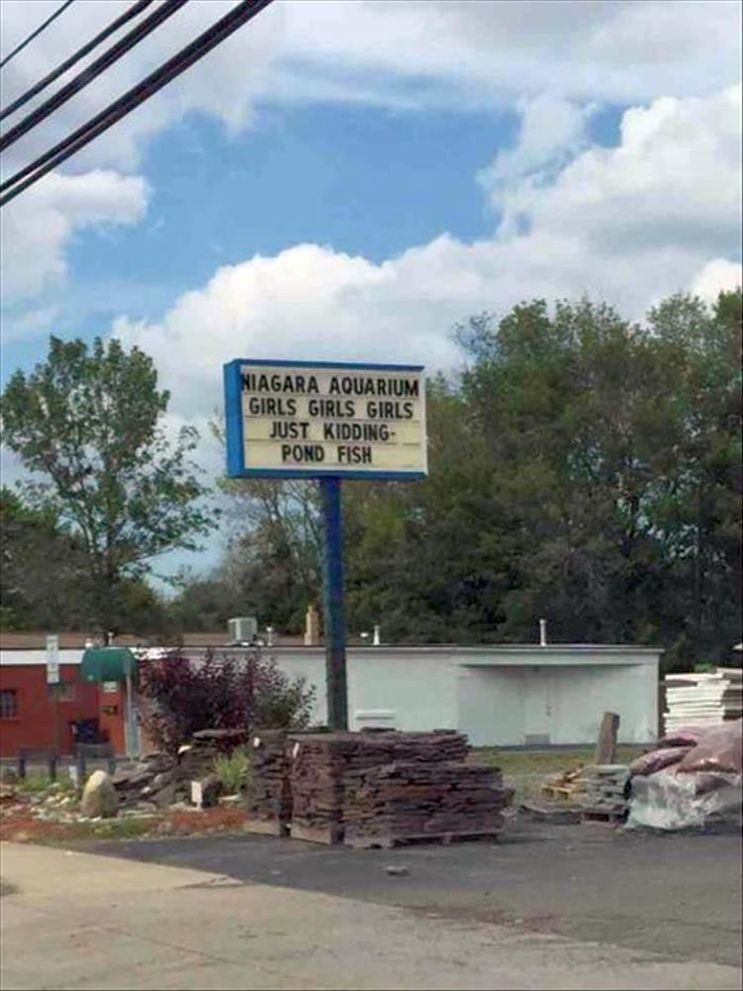 NIAGARA AQUARIUM
GIRLS GIRLS GIRLS
JUST KIDDING-
POND FISH